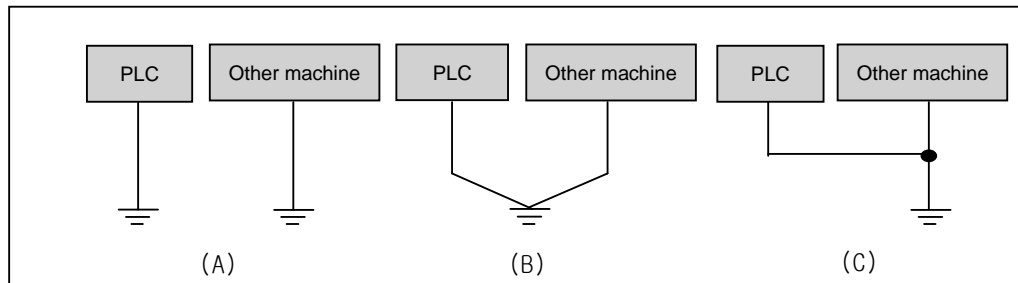 PLC Other machine PLC Other machine PLC Other machine
(A) (B) (C)